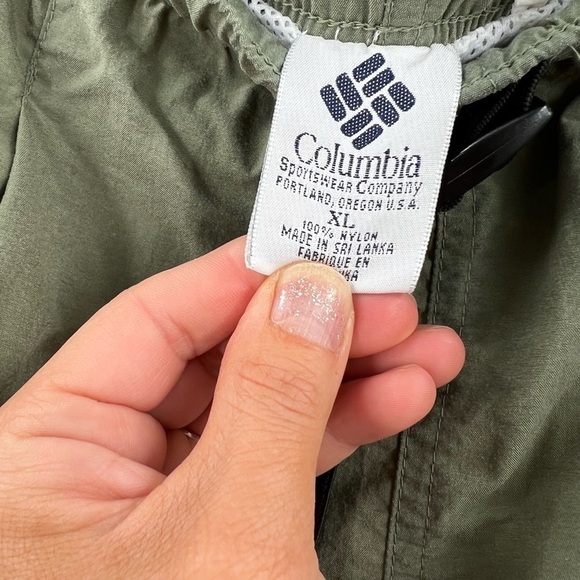 Columbia
Sportswear Company
PORTLAND, OREGON U.S.A.
XL
100% NYLON
MADE IN SRI LANKA
FABRIQUE EN